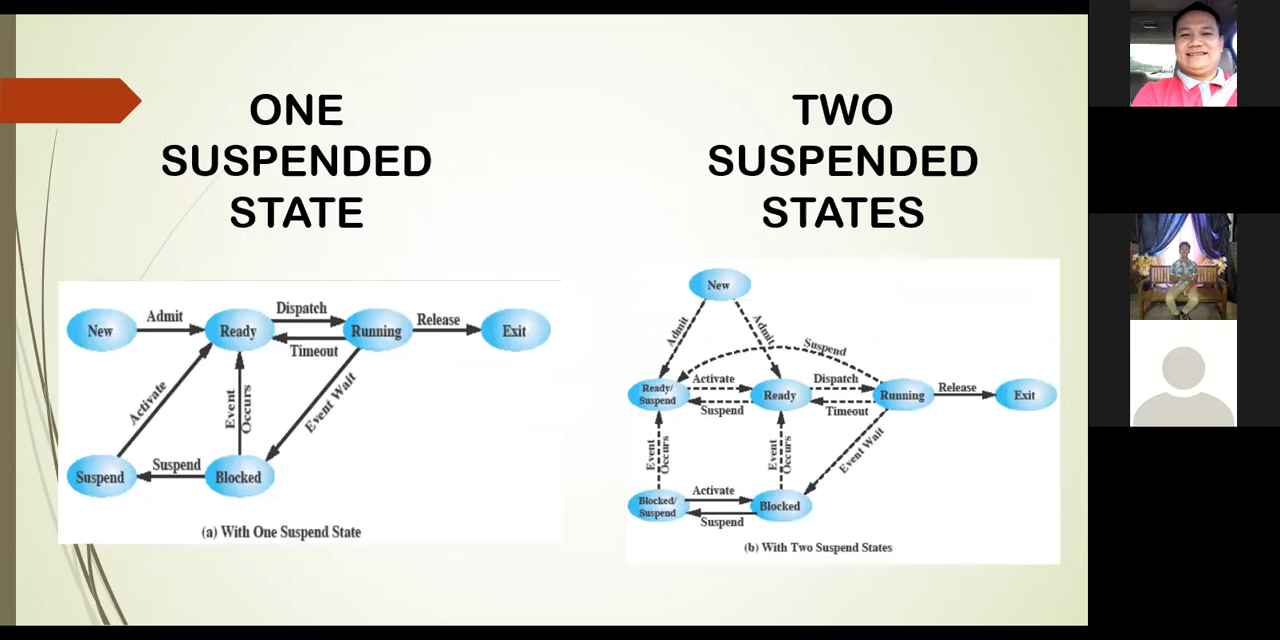 ONE
SUSPENDED
STATE
New
Admit
Ready
Dispatch
Timeout
Running
Release
Exit
Activate
Event
Occurs
Event Wait
Suspend
Suspend
Blocked
(a) With One Suspend State
TWO
SUSPENDED
STATES
New
Admit
Admit
Suspend
Ready/
Suspend
Activate
Suspend
Ready
Dispatch
Timeout
Running
Release
Exit
Event
Occurs
Event
Occurs
Event Wait
Blocked/
Suspend
Activate
Suspend
Blocked
(b) With Two Suspend States